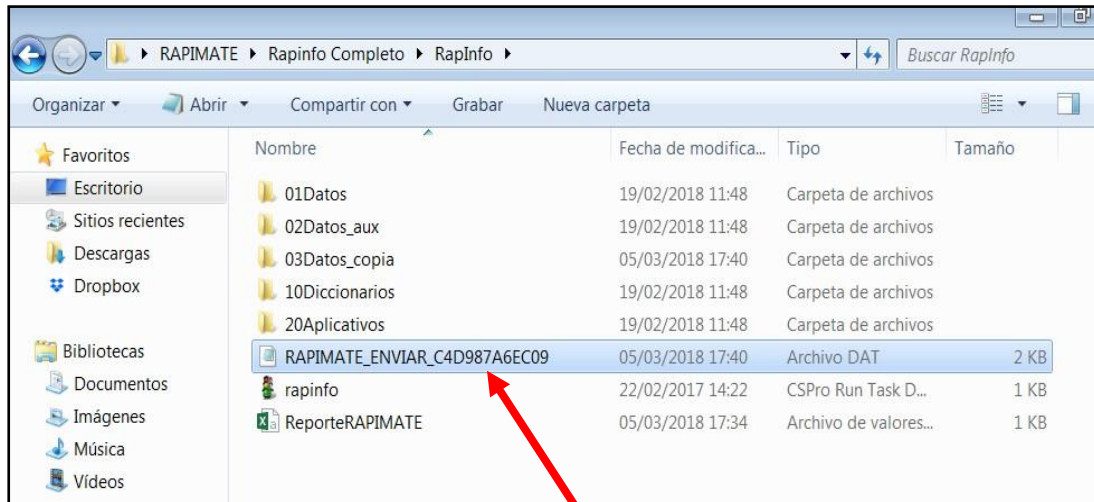 RAPIMATE ▸ Rapinfo Completo ▸ RapInfo ▸ Buscar RapInfo
Organizar Abrir Compartir con Grabar Nueva carpeta
Favoritos
Escritorio
Sitios recientes
Descargas
Dropbox
Bibliotecas
Documentos
Imágenes
Música
Vídeos
Nombre Fecha de modifica... Tipo Tamaño
01Datos 19/02/2018 11:48 Carpeta de archivos
02Datos_aux 19/02/2018 11:48 Carpeta de archivos
03Datos_copia 05/03/2018 17:40 Carpeta de archivos
10Diccionarios 19/02/2018 11:48 Carpeta de archivos
20Aplicativos 19/02/2018 11:48 Carpeta de archivos
RAPIMATE_ENVIAR_C4D987A6EC09 05/03/2018 17:40 Archivo DAT 2 KB
rapinfo 22/02/2017 14:22 CSPro Run Task D... 1 KB
ReporteRAPIMATE 05/03/2018 17:34 Archivo de valores... 1 KB